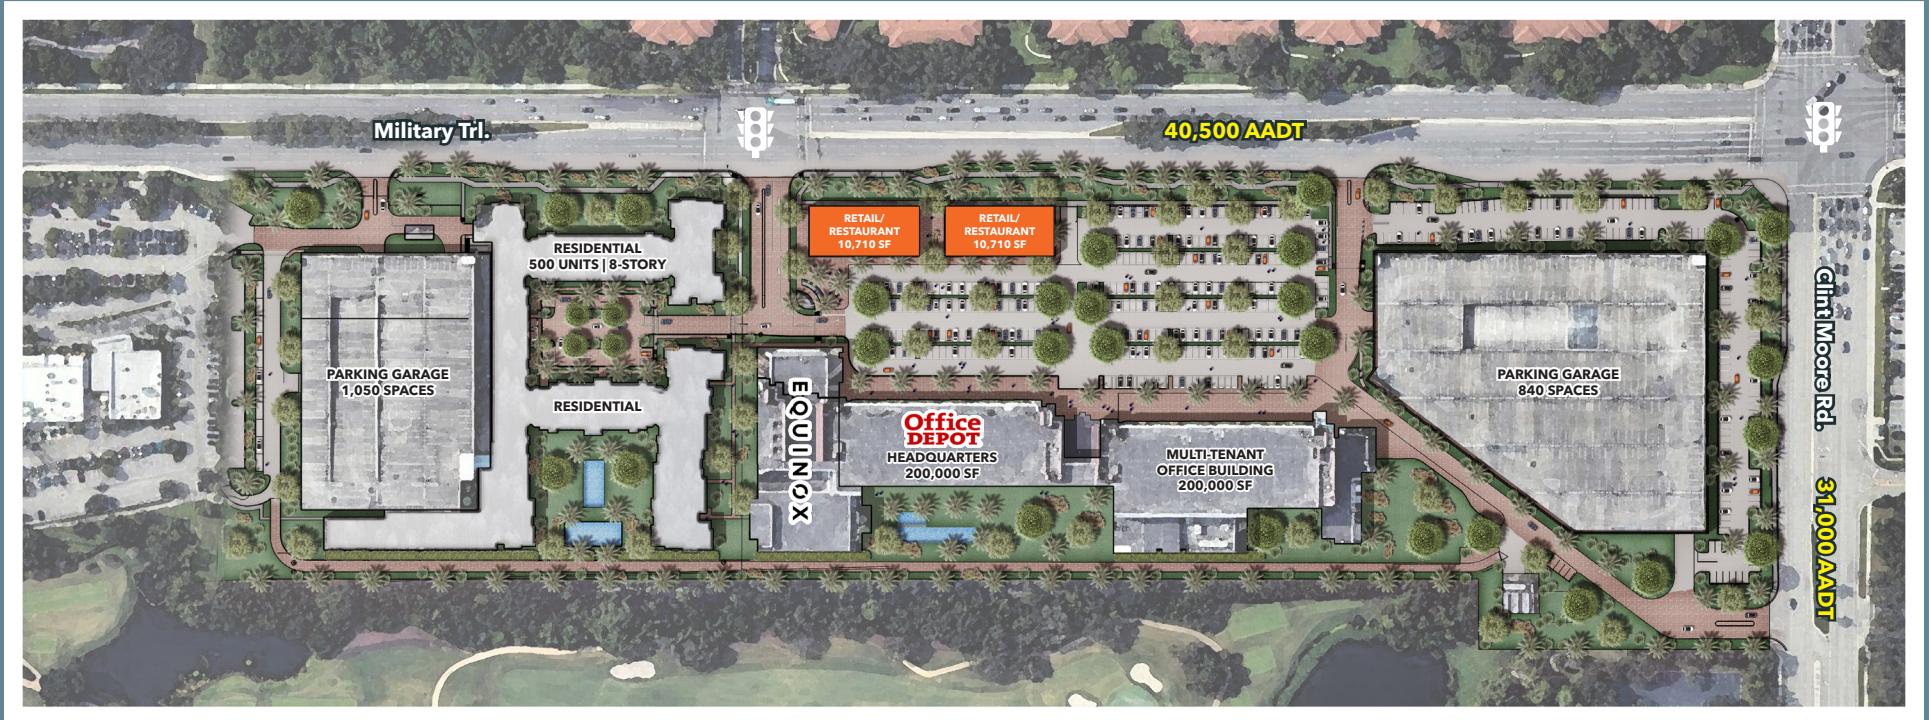 Military Trl.
40,500 AADT
RETAIL/
RESTAURANT
10,710 SF
RETAIL/
RESTAURANT
10,710 SF
RESIDENTIAL
500 UNITS | 8-STORY
PARKING GARAGE
1,050 SPACES
RESIDENTIAL
EQUINOX
Office
DEPOT
HEADQUARTERS
200,000 SF
MULTI-TENANT
OFFICE BUILDING
200,000 SF
PARKING GARAGE
840 SPACES
Clint Moore Rd.
31,000 AADT